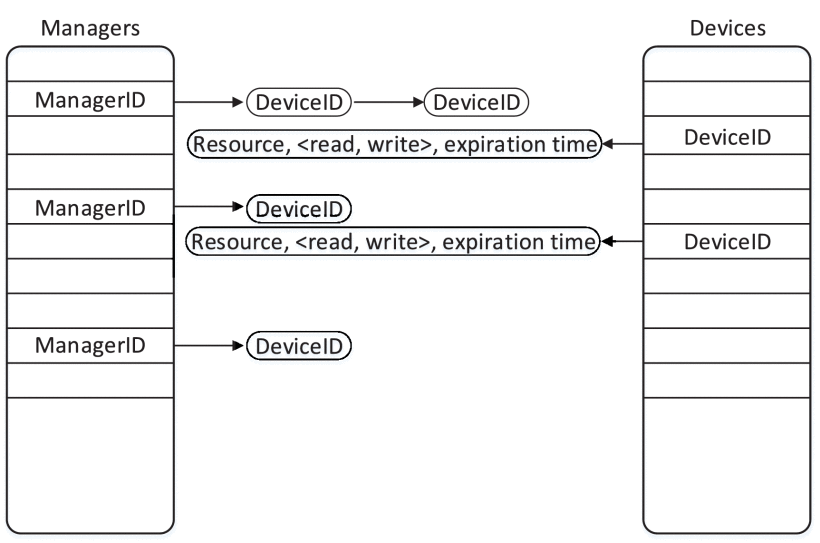 Managers
Devices
ManagerID
DeviceID
DeviceID
Resource, <read, write>, expiration time
DeviceID
ManagerID
DeviceID
Resource, <read, write>, expiration time
DeviceID
ManagerID
DeviceID